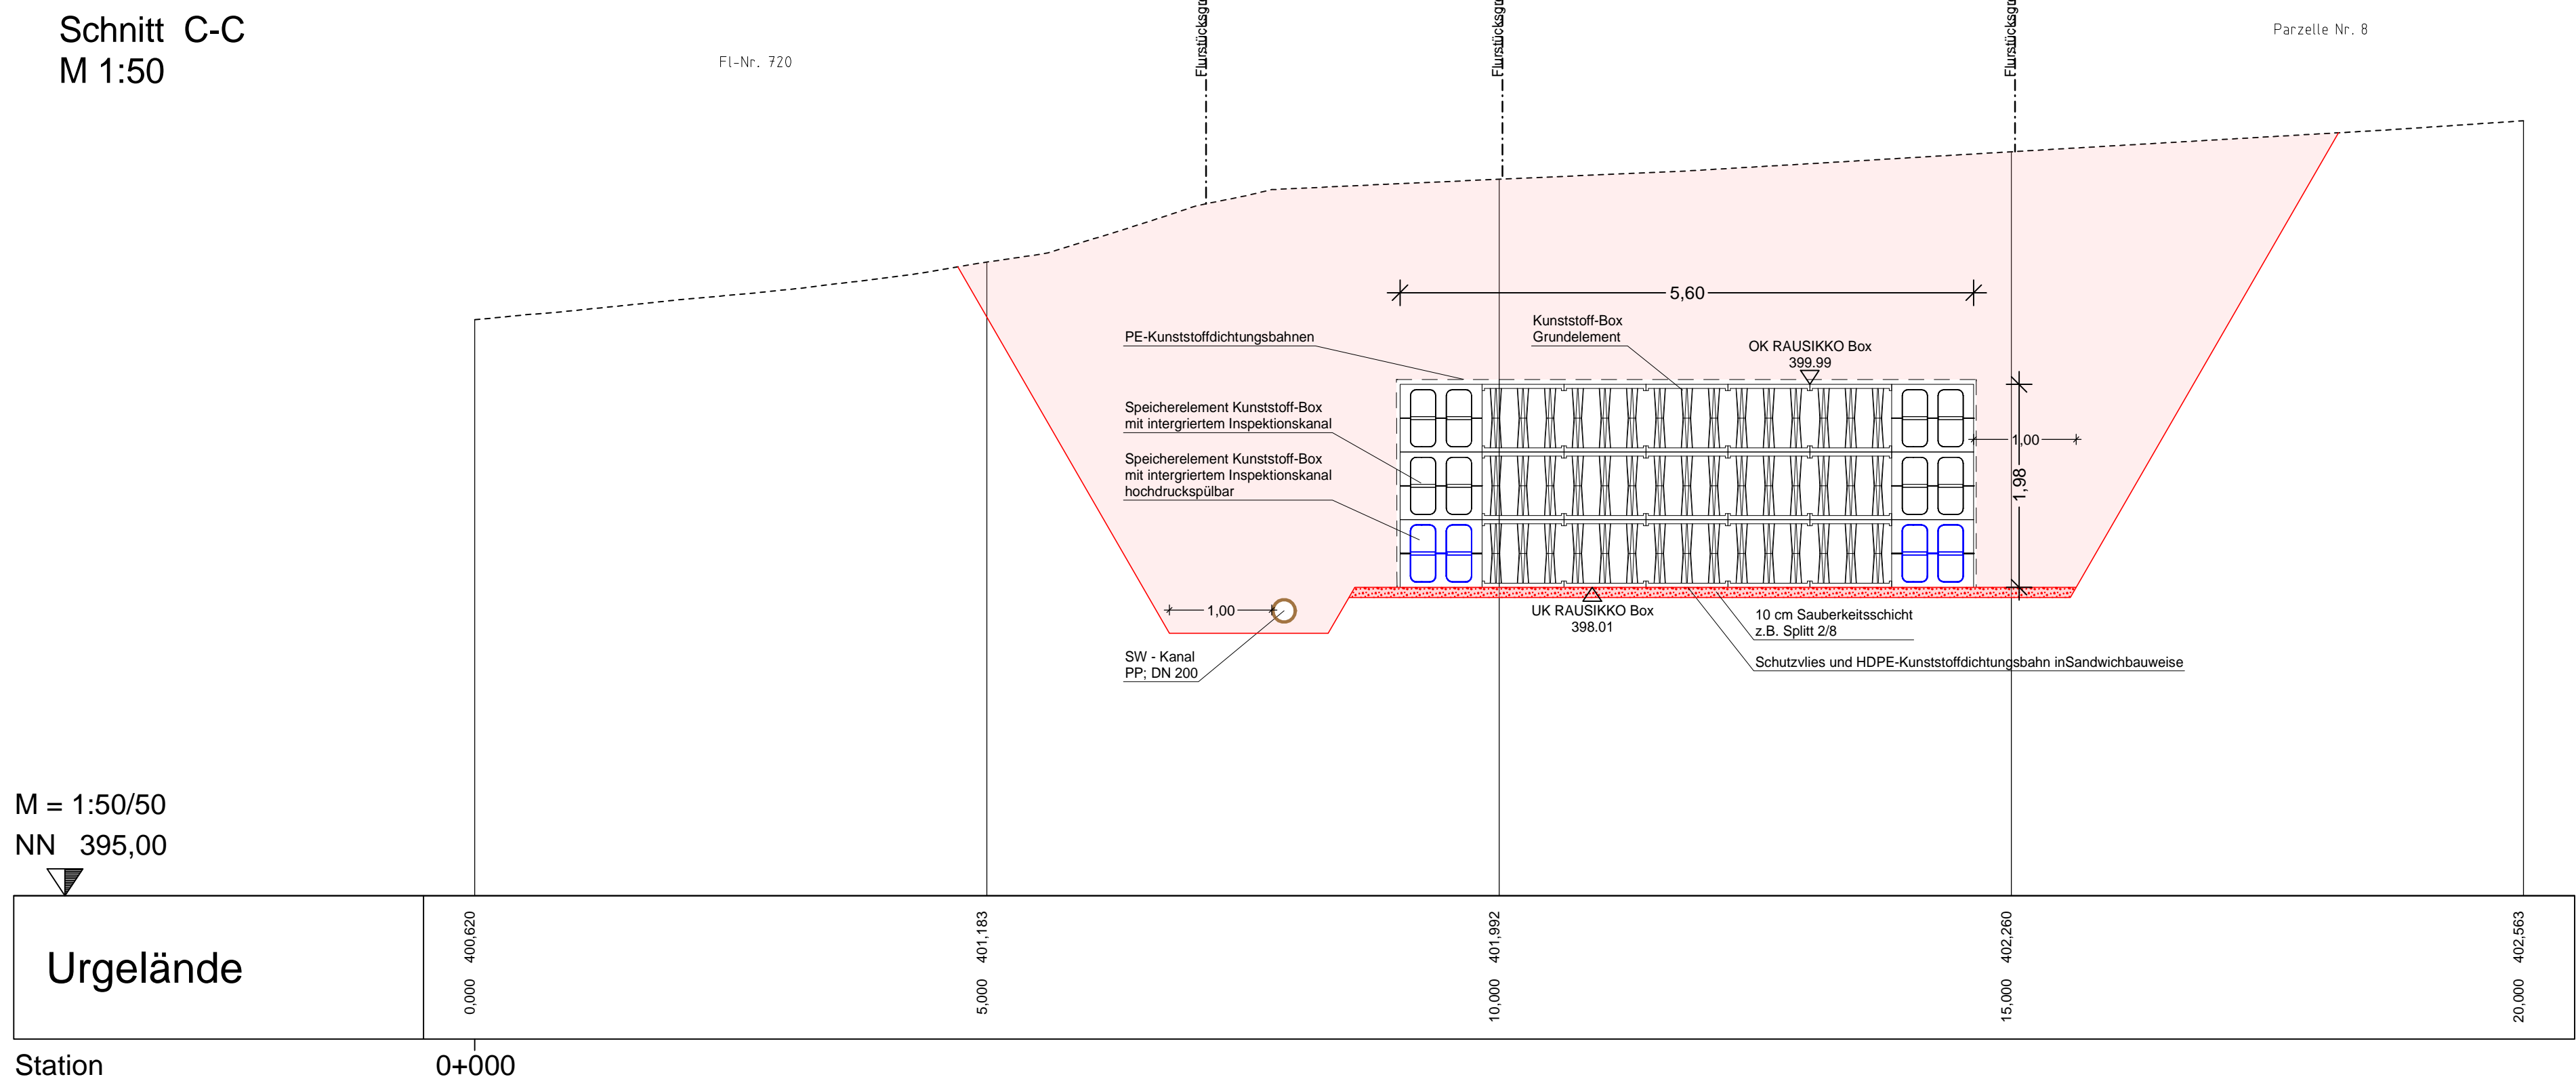 Schnitt C-C
M 1:50
Fl-Nr. 720
Parzelle Nr. 8
5,60
PE-Kunststoffdichtungsbahnen
Kunststoff-Box
Grundelement
OK RAUSIKKO Box
399.99
Speicherelement Kunststoff-Box
mit intergriertem Inspektionskanal
1,00
Speicherelement Kunststoff-Box
mit intergriertem Inspektionskanal
hochdruckspülbar
1,98
1,00
UK RAUSIKKO Box
398.01
10 cm Sauberkeitsschicht
z.B. Splitt 2/8
SW - Kanal
PP; DN 200
Schutzvlies und HDPE-Kunststoffdichtungsbahn inSandwichbauweise
M = 1:50/50
NN 395,00
Urgelände
0,000 400,620
5,000 401,183
10,000 401,992
15,000 402,260
20,000 402,563
Station
0+000